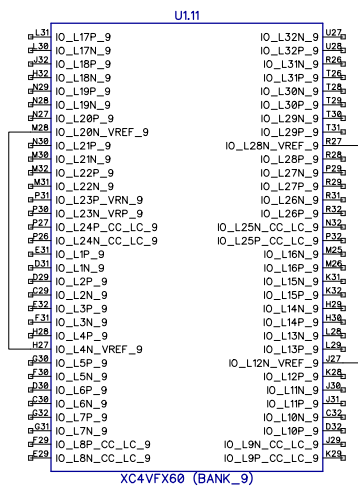 U1.11
L31 IO_L17P_9 IO_L32N_9 U27
L30 IO_L17N_9 IO_L32P_9 U28
J32 IO_L18P_9 IO_L31N_9 R26
H32 IO_L18N_9 IO_L31P_9 T26
N29 IO_L19P_9 IO_L30N_9 T28
N28 IO_L19N_9 IO_L30P_9 T29
N27 IO_L20P_9 IO_L29N_9 T30
M28 IO_L20N_VREF_9 IO_L29P_9 T31
N30 IO_L21P_9 IO_L28N_VREF_9 R27
M30 IO_L21N_9 IO_L28P_9 R28
M32 IO_L22P_9 IO_L27N_9 P29
M31 IO_L22N_9 IO_L27P_9 R29
P31 IO_L23P_VRN_9 IO_L26N_9 R31
P30 IO_L23N_VRP_9 IO_L26P_9 R32
P27 IO_L24P_CC_LC_9 IO_L25N_CC_LC_9 N32
P26 IO_L24N_CC_LC_9 IO_L25P_CC_LC_9 P32
E31 IO_L1P_9 IO_L16N_9 M25
D31 IO_L1N_9 IO_L16P_9 M26
D29 IO_L2P_9 IO_L15N_9 K31
C29 IO_L2N_9 IO_L15P_9 K32
E32 IO_L3P_9 IO_L14N_9 H29
F31 IO_L3N_9 IO_L14P_9 H30
H28 IO_L4P_9 IO_L13N_9 L28
H27 IO_L4N_VREF_9 IO_L13P_9 L29
G30 IO_L5P_9 IO_L12N_VREF_9 J27
F30 IO_L5N_9 IO_L12P_9 K28
D30 IO_L6P_9 IO_L11N_9 J30
C30 IO_L6N_9 IO_L11P_9 J31
G32 IO_L7P_9 IO_L10N_9 C32
G31 IO_L7N_9 IO_L10P_9 D32
F29 IO_L8P_CC_LC_9 IO_L9N_CC_LC_9 J29
E29 IO_L8N_CC_LC_9 IO_L9P_CC_LC_9 K29
XC4VFX60 (BANK_9)